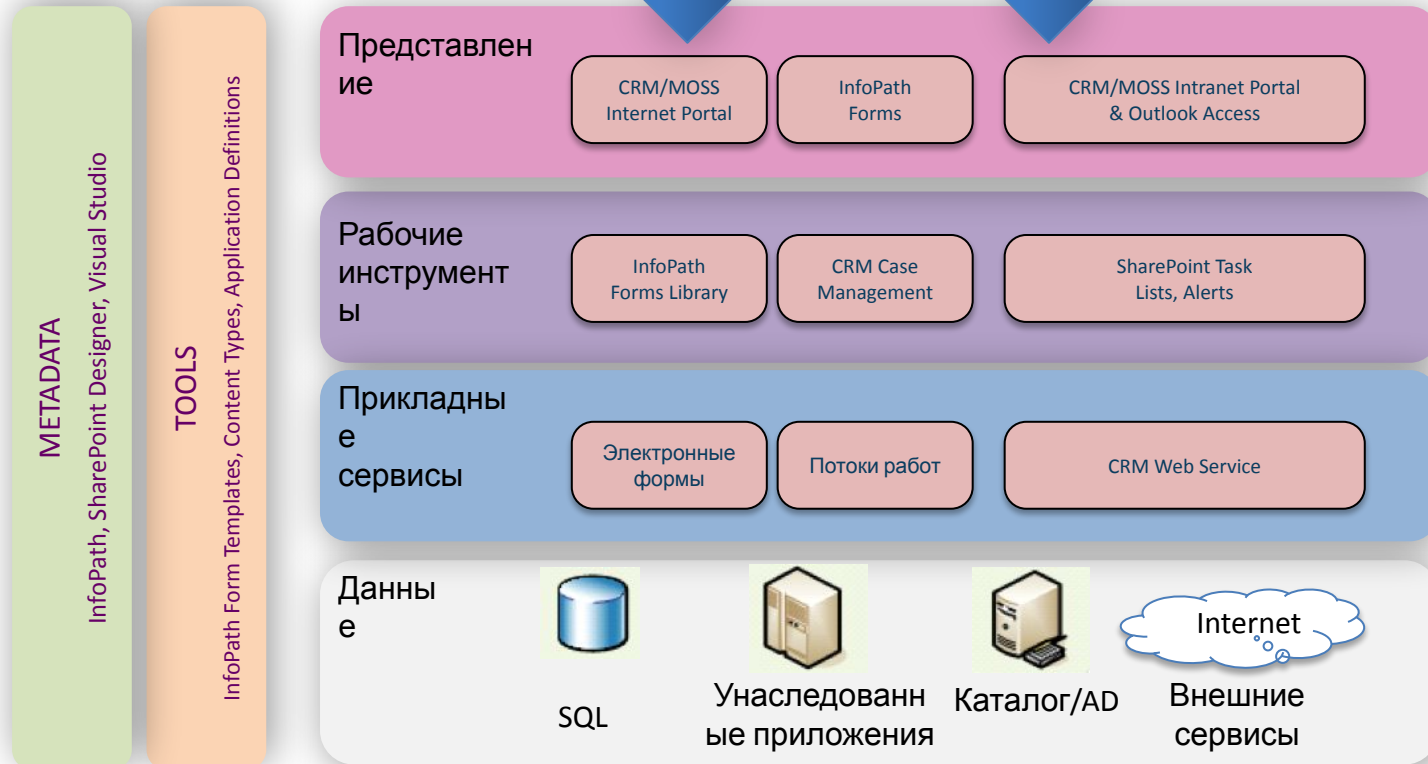 METADATA
InfoPath, SharePoint Designer, Visual Studio
TOOLS
InfoPath Form Templates, Content Types, Application Definitions
Представлен
ие
CRM/MOSS
Internet Portal
InfoPath
Forms
CRM/MOSS Intranet Portal
& Outlook Access
Рабочие
инструмент
ы
InfoPath
Forms Library
CRM Case
Management
SharePoint Task
Lists, Alerts
Прикладны
е
сервисы
Электронные
формы
Потоки работ
CRM Web Service
Данны
е
SQL
Унаследованн
ые приложения
Каталог/AD
Internet
Внешние
сервисы